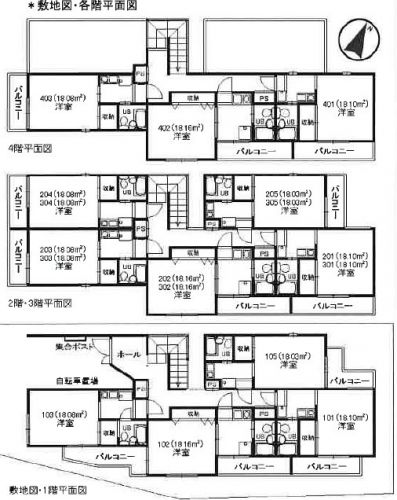 ＊敷地図・各階平面図
N
バルコニー
403(18.08㎡)
洋室
収納
UB
PS
収納
402(18.16㎡)
洋室
PS
UB
UB
収納
401(18.10㎡)
洋室
バルコニー
バルコニー
4階平面図
バルコニー
204(18.08㎡)
304(18.08㎡)
洋室
収納
UB
UB
収納
PS
205(18.03㎡)
305(18.03㎡)
洋室
バルコニー
バルコニー
203(18.08㎡)
303(18.08㎡)
洋室
収納
UB
収納
202(18.16㎡)
302(18.16㎡)
洋室
PS
UB
UB
収納
201(18.10㎡)
301(18.10㎡)
洋室
バルコニー
バルコニー
2階・3階平面図
集合ポスト
ホール
自転車置場
UB
収納
PS
105(18.03㎡)
洋室
バルコニー
103(18.08㎡)
洋室
収納
UB
PS
収納
102(18.16㎡)
洋室
PS
UB
UB
収納
101(18.10㎡)
洋室
バルコニー
バルコニー
バルコニー
敷地図・1階平面図